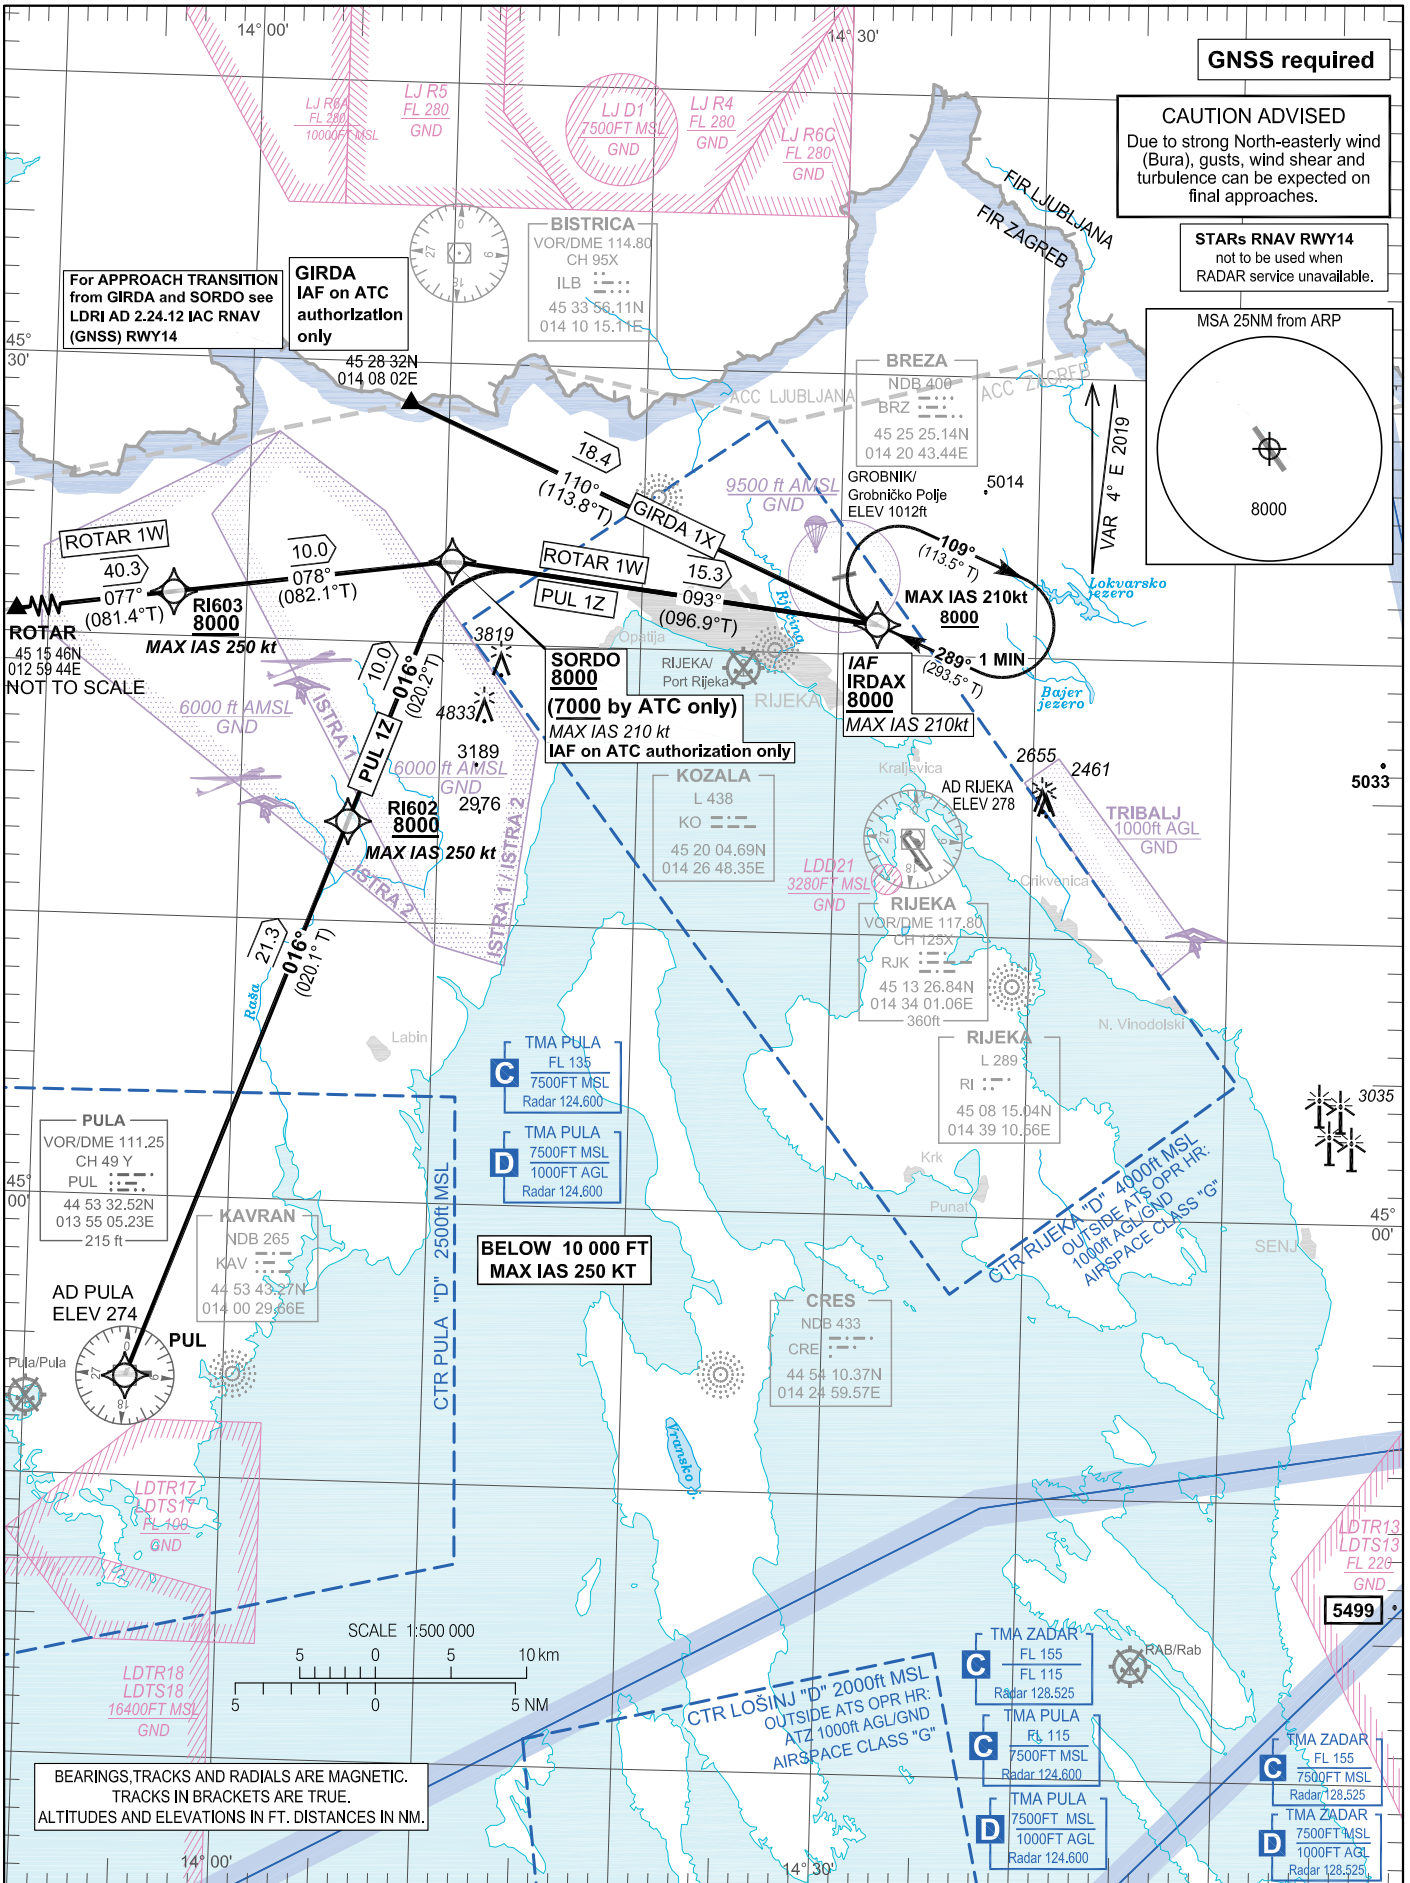 14° 00'
14° 30'
GNSS required
CAUTION ADVISED
Due to strong North-easterly wind
(Bura), gusts, wind shear and
turbulence can be expected on
final approaches.
STARs RNAV RWY14
not to be used when
RADAR service unavailable.
MSA 25NM from ARP
8000
LJ R6A
FL 280
10000FT MSL
LJ R5
FL 280
GND
LJ D1
7500FT MSL
GND
LJ R4
FL 280
GND
LJ R6C
FL 280
GND
FIR LJUBLJANA
FIR ZAGREB
BISTRICA
VOR/DME 114.80
CH 95X
ILB
45 33 56.11N
014 10 15.11E
0
9
18
27
For APPROACH TRANSITION
from GIRDA and SORDO see
LDRI AD 2.24.12 IAC RNAV
(GNSS) RWY14
GIRDA
IAF on ATC
authorization
only
45 28 32N
014 08 02E
45°
30'
BREZA
NDB 400
BRZ
45 25 25.14N
014 20 43.44E
ACC LJUBLJANA
ACC ZAGREB
VAR 4° E 2019
18.4
110°
(113.8°T)
GIRDA 1X
9500 ft AMSL
GND
GROBNIK/
Grobničko Polje
ELEV 1012ft
5014
109°
(113.5° T)
MAX IAS 210kt
8000
289° 1 MIN
(293.5° T)
Lokvarsko
jezero
Bajer
jezero
ROTAR 1W
40.3
077°
(081.4°T)
RI603
8000
MAX IAS 250 kt
10.0
078°
(082.1°T)
ROTAR 1W
PUL 1Z
15.3
093°
(096.9°T)
ROTAR
45 15 46N
012 59 44E
NOT TO SCALE
Opatija
Rječina
RIJEKA/
Port Rijeka
RIJEKA
IAF
IRDAX
8000
MAX IAS 210kt
SORDO
8000
(7000 by ATC only)
MAX IAS 210 kt
IAF on ATC authorization only
3819
4833
3189
2976
10.0
016°
(020.2°T)
PUL 1Z
6000 ft AMSL
GND
ISTRA 1
6000 ft AMSL
GND
ISTRA 2
ISTRA 1 / ISTRA 2
RI602
8000
MAX IAS 250 kt
KOZALA
L 438
KO
45 20 04.69N
014 26 48.35E
Kraljevica
AD RIJEKA
ELEV 278
2655
2461
5033
TRIBALJ
1000ft AGL
GND
Crikvenica
27
18
9
LDD21
3280FT MSL
GND
RIJEKA
VOR/DME 117.80
CH 125X
RJK
45 13 26.84N
014 34 01.06E
360ft
N. Vinodolski
RIJEKA
L 289
RI
45 08 15.04N
014 39 10.56E
21.3
016°
(020.1° T)
Raša
Labin
TMA PULA
C
FL 135
7500FT MSL
Radar 124.600
TMA PULA
D
7500FT MSL
1000FT AGL
Radar 124.600
3035
PULA
VOR/DME 111.25
CH 49 Y
PUL
44 53 32.52N
013 55 05.23E
215 ft
45°
00'
KAVRAN
NDB 265
KAV
44 53 43.27N
014 00 29.66E
CTR PULA "D" 2500ft MSL
BELOW 10 000 FT
MAX IAS 250 KT
Krk
Punat
CTR RIJEKA "D" 4000ft MSL
OUTSIDE ATS OPR HR:
1000ft AGL/GND
AIRSPACE CLASS "G"
SENJ
45°
00'
AD PULA
ELEV 274
PUL
Pula/Pula
0
9
18
27
CRES
NDB 433
CRE
44 54 10.37N
014 24 59.57E
Vransko J.
LDTR17
LDTS17
FL 100
GND
LDTR18
LDTS18
16400FT MSL
GND
LDTR13
LDTS13
FL 220
GND
5499
SCALE 1:500 000
5 0 5 10 km
5 0 5 NM
CTR LOŠINJ "D" 2000ft MSL
OUTSIDE ATS OPR HR:
ATZ 1000ft AGL/GND
AIRSPACE CLASS "G"
TMA ZADAR
C
FL 155
FL 115
Radar 128.525
TMA PULA
C
FL 115
7500FT MSL
Radar 124.600
TMA PULA
D
7500FT MSL
1000FT AGL
Radar 124.600
RAB/Rab
TMA ZADAR
C
FL 155
7500FT MSL
Radar 128.525
TMA ZADAR
D
7500FT MSL
1000FT AGL
Radar 128.525
BEARINGS,TRACKS AND RADIALS ARE MAGNETIC.
TRACKS IN BRACKETS ARE TRUE.
ALTITUDES AND ELEVATIONS IN FT. DISTANCES IN NM.
14° 00'
14° 30'